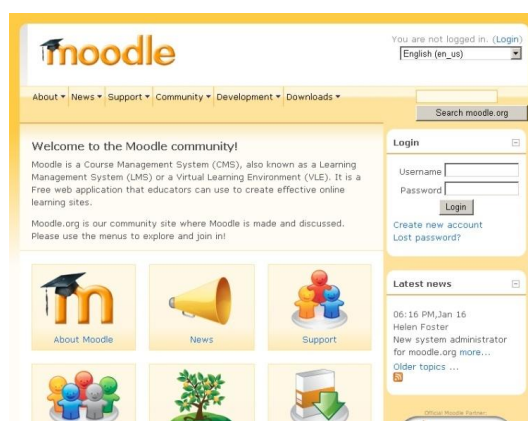 moodle
You are not logged in. (Login)
English (en_us)
About News Support Community Development Downloads
Search moodle.org
Welcome to the Moodle community!
Moodle is a Course Management System (CMS), also known as a Learning
Management System (LMS) or a Virtual Learning Environment (VLE). It is a
Free web application that educators can use to create effective online
learning sites.
Moodle.org is our community site where Moodle is made and discussed.
Please use the menus to explore and join in!
m
About Moodle
News
Support
Login
Username
Password
Login
Create new account
Lost password?
Latest news
06:16 PM,Jan 16
Helen Foster
New system administrator
for moodle.org more...
Older topics ...
Official Moodle Partner: